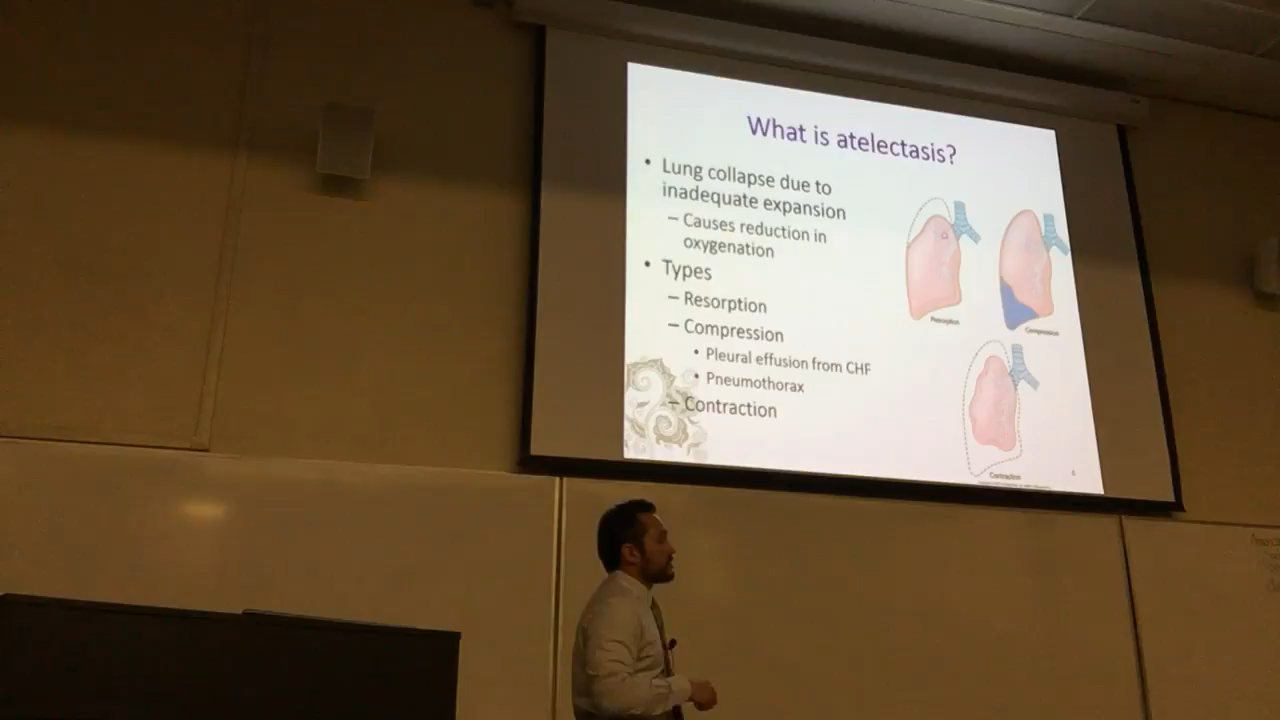 What is atelectasis?
• Lung collapse due to
inadequate expansion
– Causes reduction in
oxygenation
• Types
– Resorption
– Compression
• Pleural effusion from CHF
• Pneumothorax
– Contraction
Resorption
Compression
Contraction